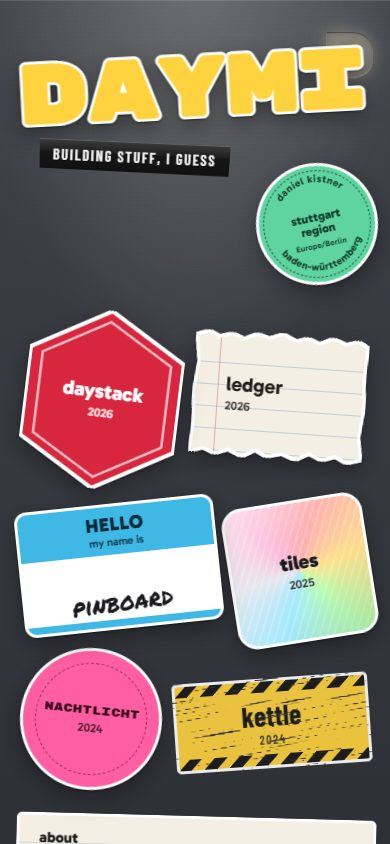 DAYMI
BUILDING STUFF, I GUESS
daniel kistner
stuttgart
region
Europe/Berlin
baden-württemberg
daystack
2026
ledger
2026
HELLO
my name is
PINBOARD
tiles
2025
NACHTLICHT
2024
kettle
2024
about